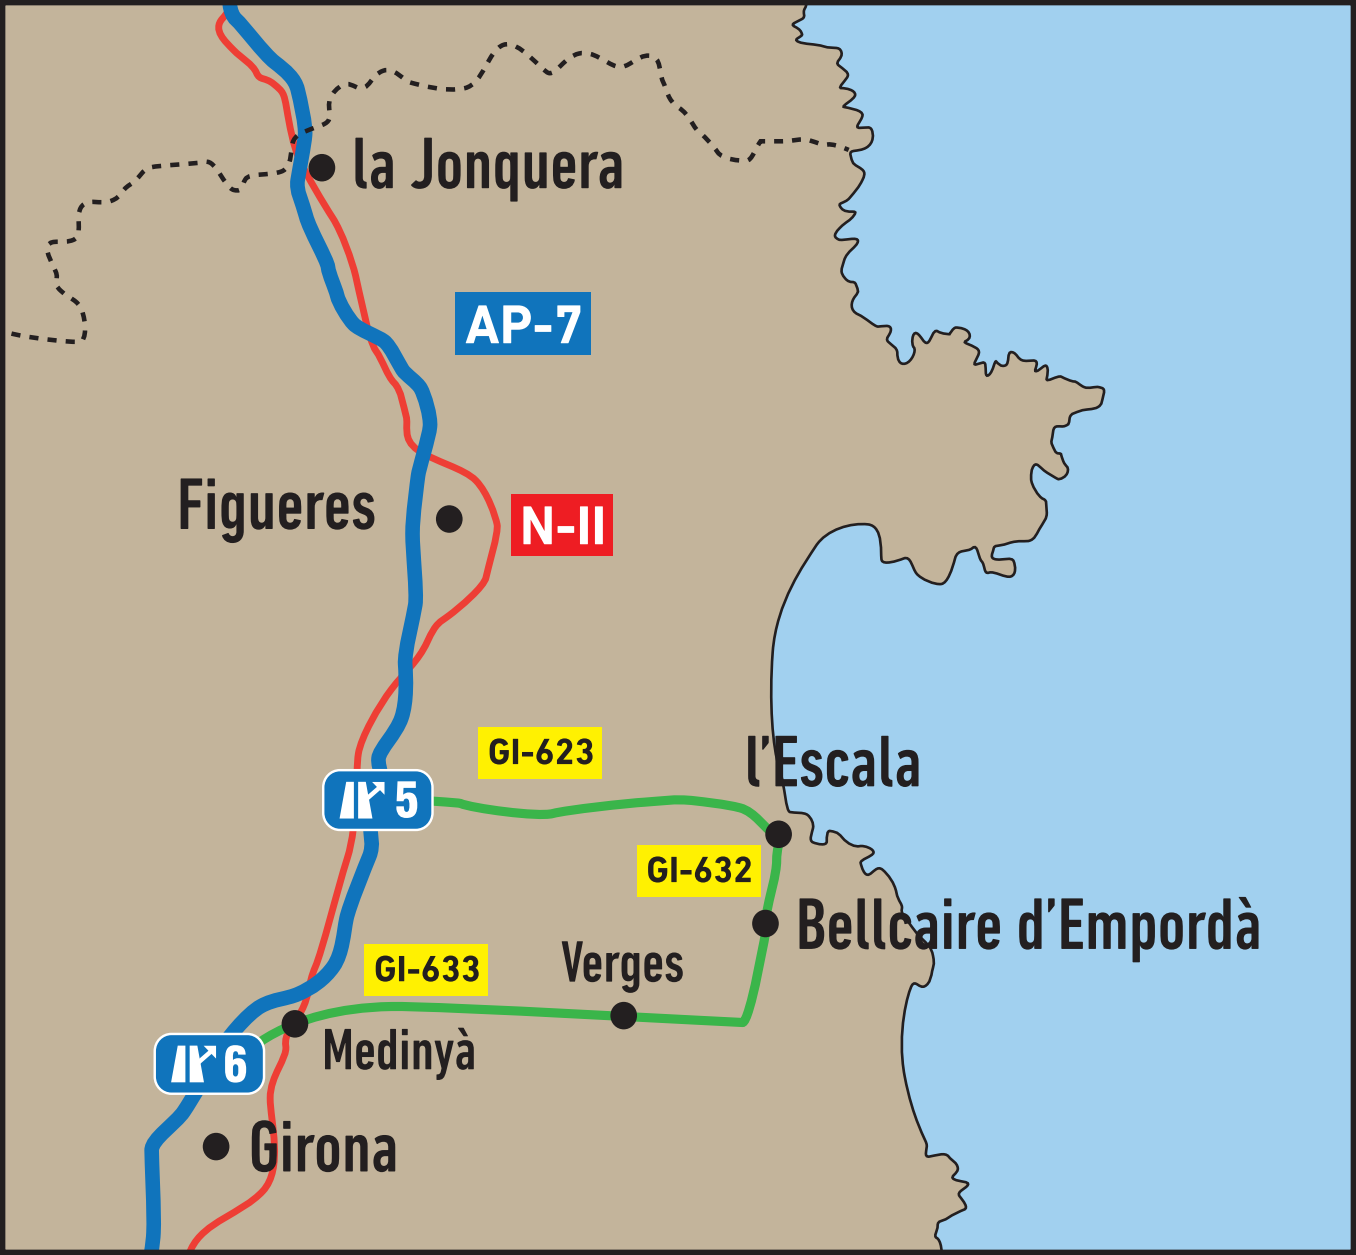 la Jonquera
AP-7
Figueres
N-II
GI-623
l'Escala
5
GI-632
Bellcaire d'Empordà
Verges
GI-633
Medinyà
6
Girona